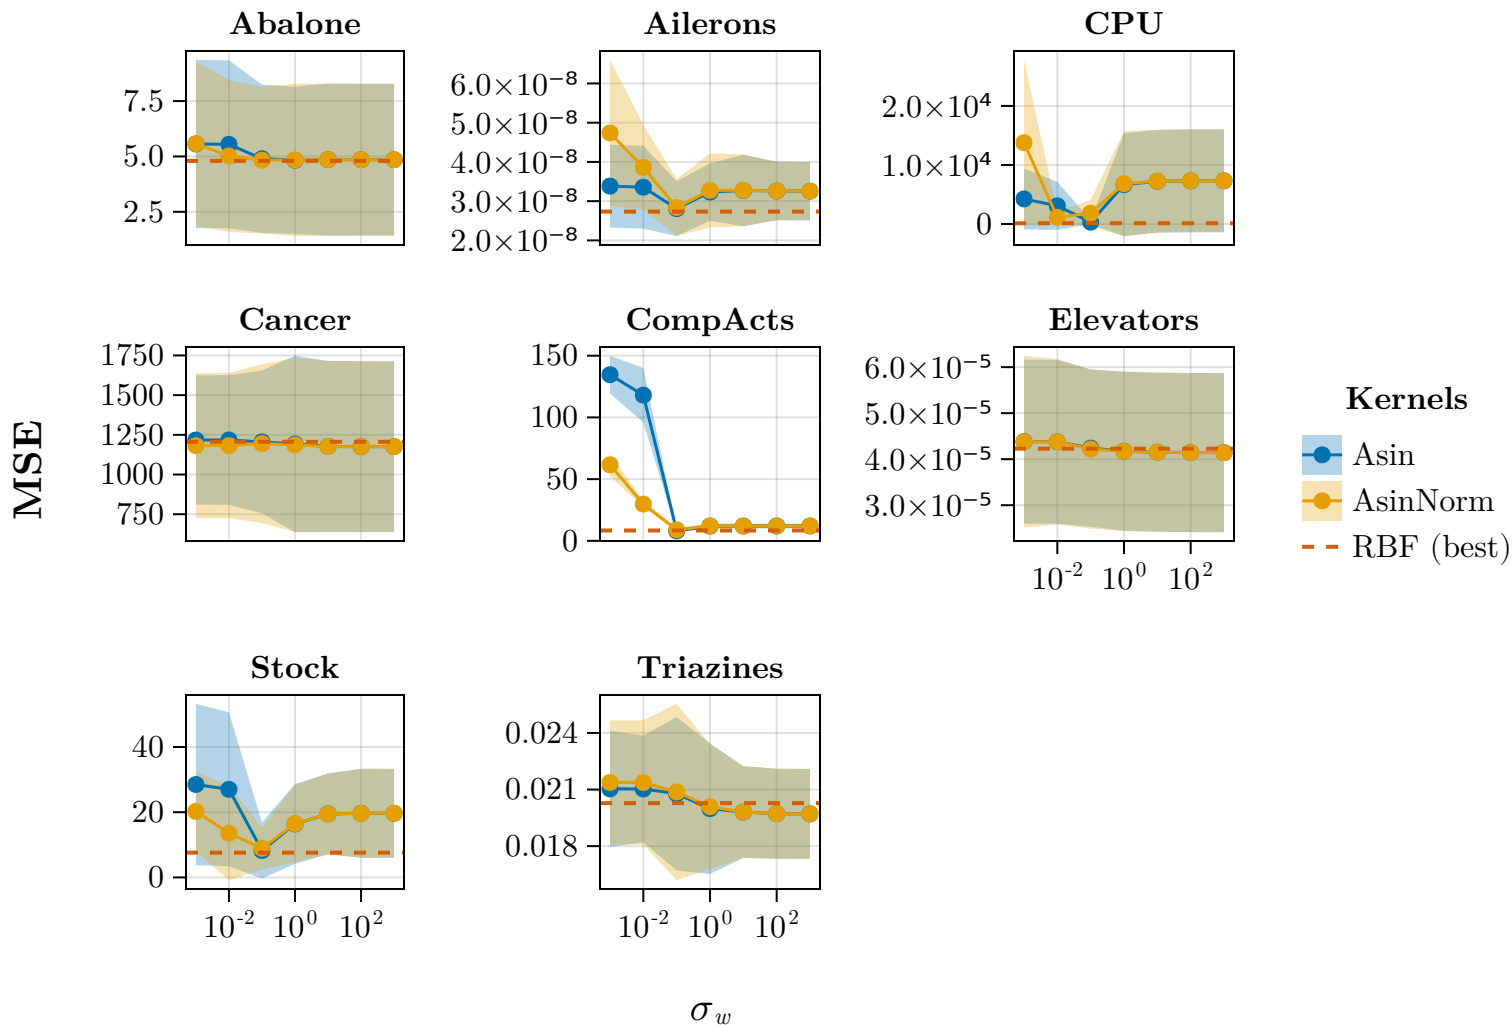 Abalone
Ailerons
CPU
7.5
5.0
2.5
6.0×10⁻⁸
5.0×10⁻⁸
4.0×10⁻⁸
3.0×10⁻⁸
2.0×10⁻⁸
2.0×10⁴
1.0×10⁴
0
Cancer
CompActs
Elevators
1750
1500
1250
1000
750
150
100
50
0
6.0×10⁻⁵
5.0×10⁻⁵
4.0×10⁻⁵
3.0×10⁻⁵
10⁻² 10⁰ 10²
MSE
Kernels
Asin
AsinNorm
RBF (best)
Stock
Triazines
40
20
0
0.024
0.021
0.018
10⁻² 10⁰ 10²
10⁻² 10⁰ 10²
σ_w